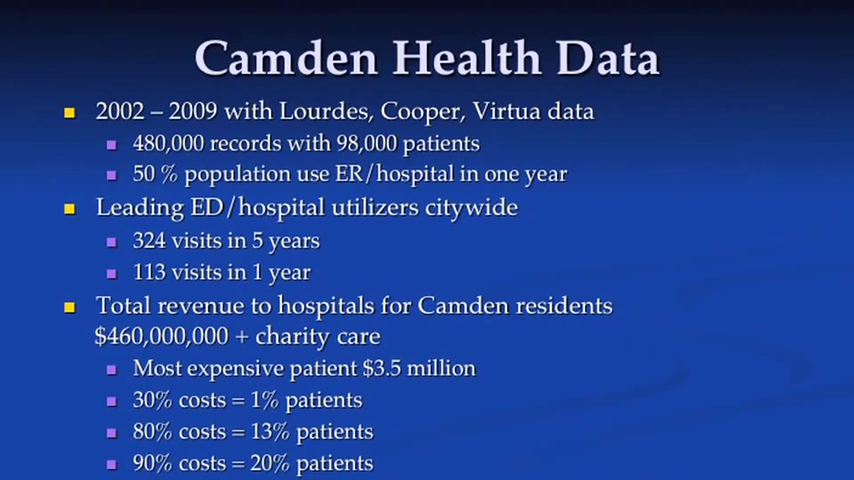 Camden Health Data
2002 – 2009 with Lourdes, Cooper, Virtua data
480,000 records with 98,000 patients
50 % population use ER/hospital in one year
Leading ED/hospital utilizers citywide
324 visits in 5 years
113 visits in 1 year
Total revenue to hospitals for Camden residents
$460,000,000 + charity care
Most expensive patient $3.5 million
30% costs = 1% patients
80% costs = 13% patients
90% costs = 20% patients